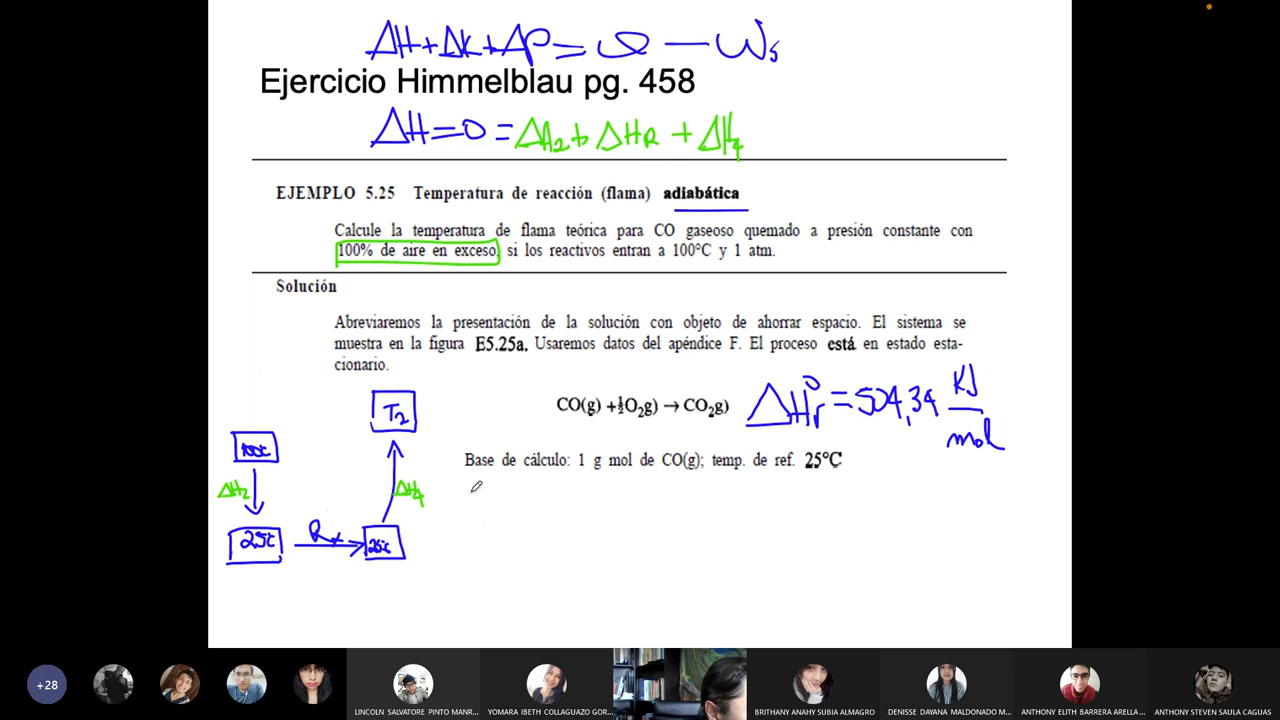 ΔH+ΔK+ΔP=Q-Ws
Ejercicio Himmelblau pg. 458
ΔH=0=ΔH2+ΔHR+ΔH4
EJEMPLO 5.25 Temperatura de reacción (flama) adiabática
Calcule la temperatura de flama teórica para CO gaseoso quemado a presión constante con
100% de aire en exceso, si los reactivos entran a 100°C y 1 atm.
Solución
Abreviaremos la presentación de la solución con objeto de ahorrar espacio. El sistema se
muestra en la figura E5.25a. Usaremos datos del apéndice F. El proceso está en estado esta-
cionario.
CO(g) +½O₂g) → CO₂g) ΔH°r=504,34 KJ/mol
T2
100C
Base de cálculo: 1 g mol de CO(g); temp. de ref. 25°C
ΔH2
ΔH4
25C
Rx
25C
+28
LINCOLN SALVATORE PINTO MANR...
YOMARA IBETH COLLAGUAZO GOR...
BRITHANY ANAHY SUBIA ALMAGRO
DENISSE DAYANA MALDONADO M...
ANTHONY ELITH BARRERA ARELLA...
ANTHONY STEVEN SAULA CAGUAS